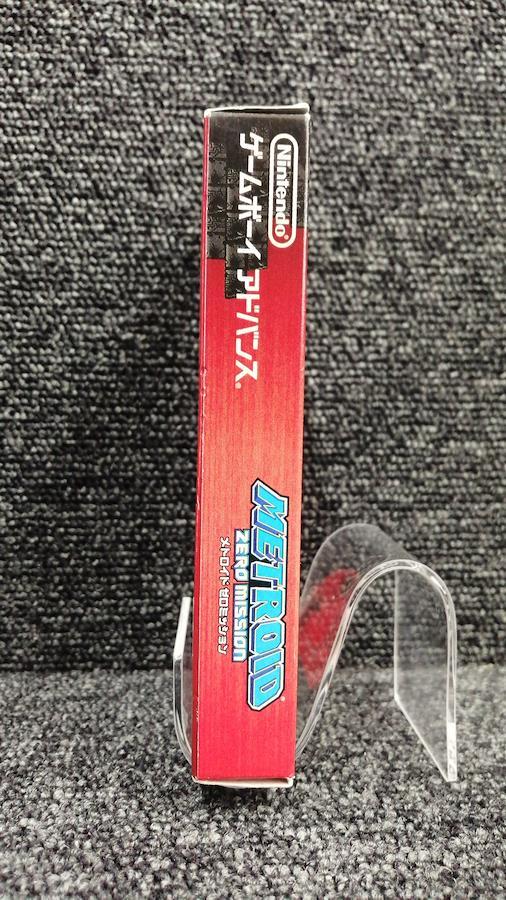 Nintendo®
ゲームボーイ アドバンス®
METROID®
ZERO MISSION
メトロイド ゼロミッション